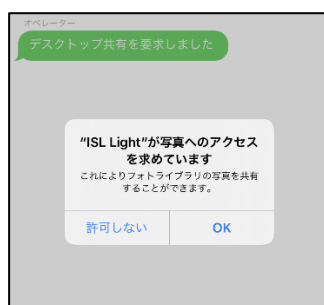 オペレーター
デスクトップ共有を要求しました
“ISL Light”が写真へのアクセス
を求めています
これによりフォトライブラリの写真を共有
することができます。
許可しない
OK